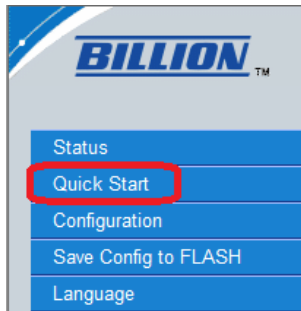 BILLION TM
Status
Quick Start
Configuration
Save Config to FLASH
Language